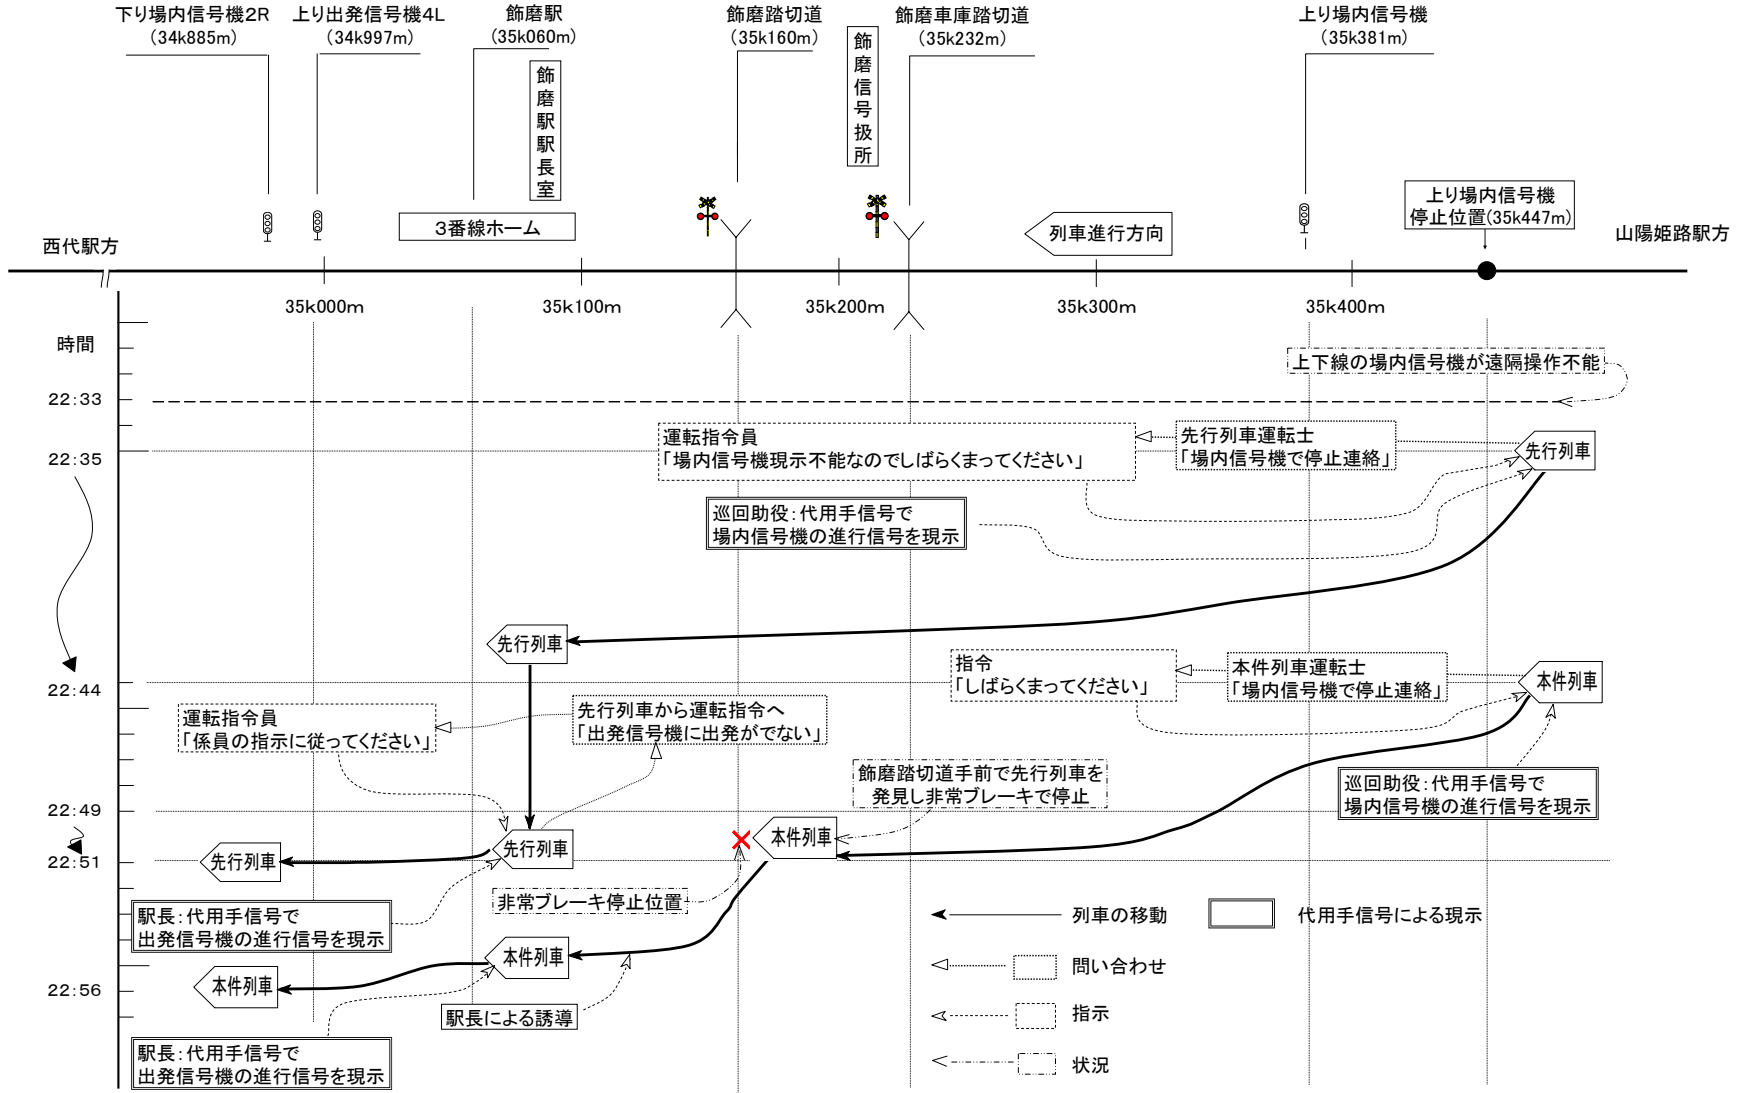 下り場内信号機2R
(34k885m)
上り出発信号機4L
(34k997m)
飾磨駅
(35k060m)
飾磨踏切道
(35k160m)
飾磨車庫踏切道
(35k232m)
上り場内信号機
(35k381m)
飾磨駅駅長室
飾磨信号扱所
3番線ホーム
列車進行方向
上り場内信号機
停止位置(35k447m)
西代駅方
山陽姫路駅方
35k000m
35k100m
35k200m
35k300m
35k400m
時間
上下線の場内信号機が遠隔操作不能
22:33
運転指令員
「場内信号機現示不能なのでしばらくまってください」
先行列車運転士
「場内信号機で停止連絡」
先行列車
22:35
巡回助役:代用手信号で
場内信号機の進行信号を現示
先行列車
指令
「しばらくまってください」
本件列車運転士
「場内信号機で停止連絡」
本件列車
22:44
運転指令員
「係員の指示に従ってください」
先行列車から運転指令へ
「出発信号機に出発がでない」
飾磨踏切道手前で先行列車を
発見し非常ブレーキで停止
巡回助役:代用手信号で
場内信号機の進行信号を現示
22:49
本件列車
先行列車
先行列車
22:51
非常ブレーキ停止位置
駅長:代用手信号で
出発信号機の進行信号を現示
列車の移動
代用手信号による現示
本件列車
問い合わせ
本件列車
22:56
駅長による誘導
指示
駅長:代用手信号で
出発信号機の進行信号を現示
状況